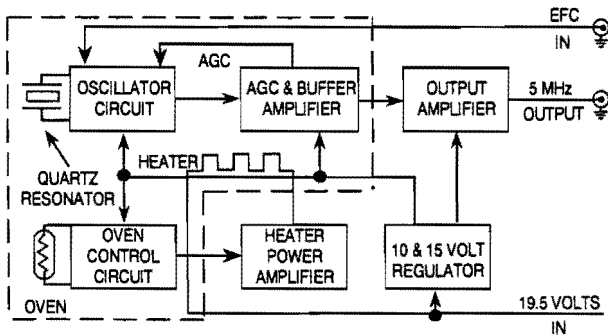 EFC
IN
AGC
OSCILLATOR
CIRCUIT
AGC & BUFFER
AMPLIFIER
OUTPUT
AMPLIFIER
5 MHz
OUTPUT
HEATER
QUARTZ
RESONATOR
OVEN
CONTROL
CIRCUIT
HEATER
POWER
AMPLIFIER
10 & 15 VOLT
REGULATOR
OVEN
19.5 VOLTS
IN